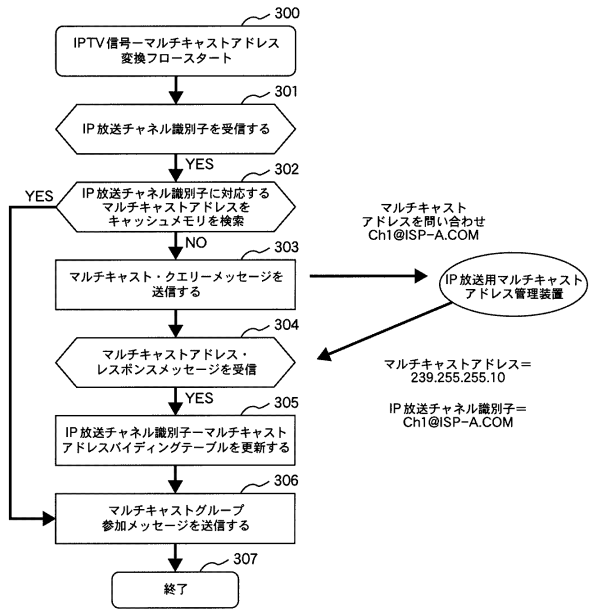 300
IPTV信号ーマルチキャストアドレス
変換フロースタート
301
IP放送チャネル識別子を受信する
YES
302
YES
IP放送チャネル識別子に対応する
マルチキャストアドレスを
キャッシュメモリを検索
マルチキャスト
アドレスを問い合わせ
Ch1@ISP-A.COM
NO
303
マルチキャスト・クエリーメッセージを
送信する
IP放送用マルチキャスト
アドレス管理装置
304
マルチキャストアドレス・
レスポンスメッセージを受信
マルチキャストアドレス＝
239.255.255.10
YES
IP放送チャネル識別子＝
Ch1@ISP-A.COM
305
IP放送チャネル識別子ーマルチキャスト
アドレスバイディングテーブルを更新する
306
マルチキャストグループ
参加メッセージを送信する
307
終了